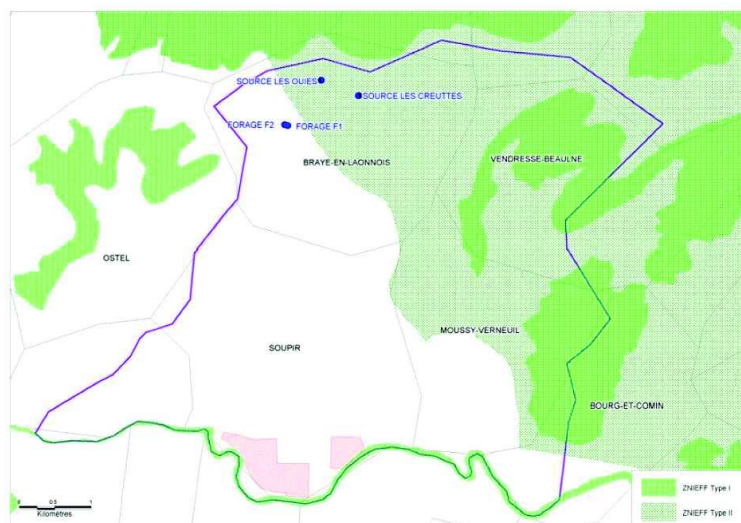 SOURCE LES OUIES
SOURCE LES CREUTTES
FORAGE F2
FORAGE F1
BRAYE-EN-LAONNOIS
VENDRESSE-BEAULNE
OSTEL
MOUSSY-VERNEUIL
SOUPIR
BOURG-ET-COMIN
0 0.5 1
Kilomètres
ZNIEFF Type I
ZNIEFF Type II